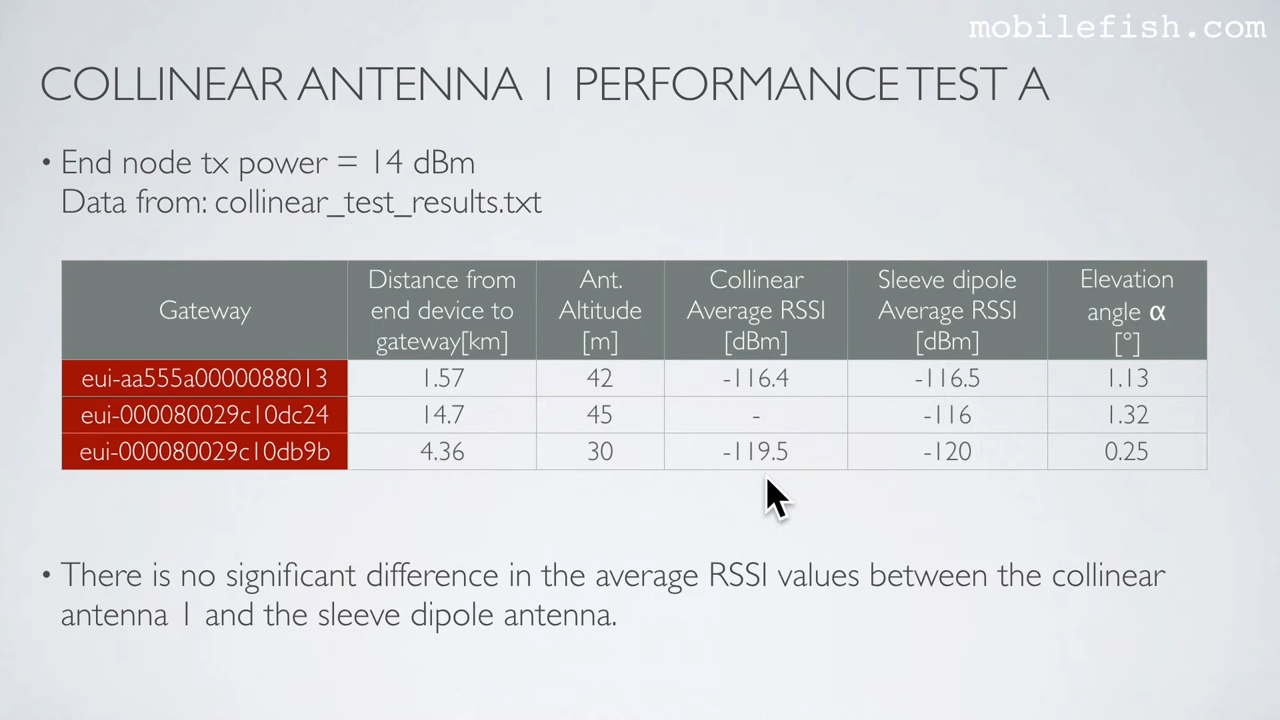 mobilefish.com
COLLINEAR ANTENNA 1 PERFORMANCE TEST A
• End node tx power = 14 dBm
Data from: collinear_test_results.txt
Gateway Distance from end device to gateway[km] Ant. Altitude [m] Collinear Average RSSI [dBm] Sleeve dipole Average RSSI [dBm] Elevation angle α [°]
eui-aa555a0000088013 1.57 42 -116.4 -116.5 1.13
eui-000080029c10dc24 14.7 45 - -116 1.32
eui-000080029c10db9b 4.36 30 -119.5 -120 0.25
• There is no significant difference in the average RSSI values between the collinear
antenna 1 and the sleeve dipole antenna.